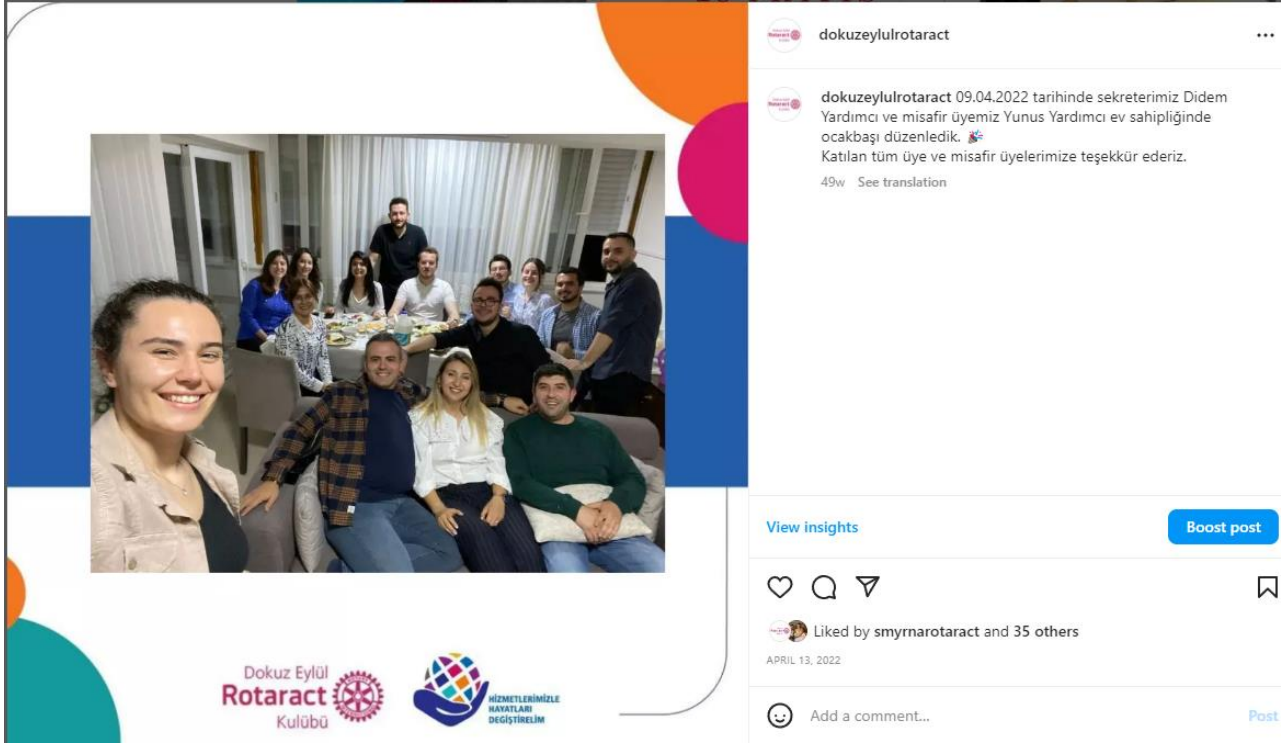 Dokuz Eylül
Rotaract
Kulübü
HİZMETLERİMİZLE
HAYATLARI
DEĞİŞTİRELİM
dokuzeylulrotaract
dokuzeylulrotaract 09.04.2022 tarihinde sekreterimiz Didem
Yardımcı ve misafir üyemiz Yunus Yardımcı ev sahipliğinde
ocakbaşı düzenledik. 🎉
Katılan tüm üye ve misafir üyelerimize teşekkür ederiz.
49w See translation
View insights
Boost post
Liked by smyrnarotaract and 35 others
APRIL 13, 2022
Add a comment...
Post